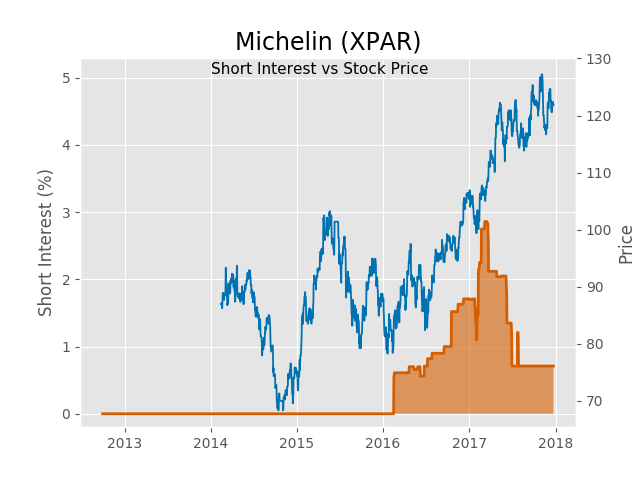 Michelin (XPAR)
Short Interest vs Stock Price
Short Interest (%)
5
4
3
2
1
0
130
120
110
100
90
80
70
Price
2013 2014 2015 2016 2017 2018